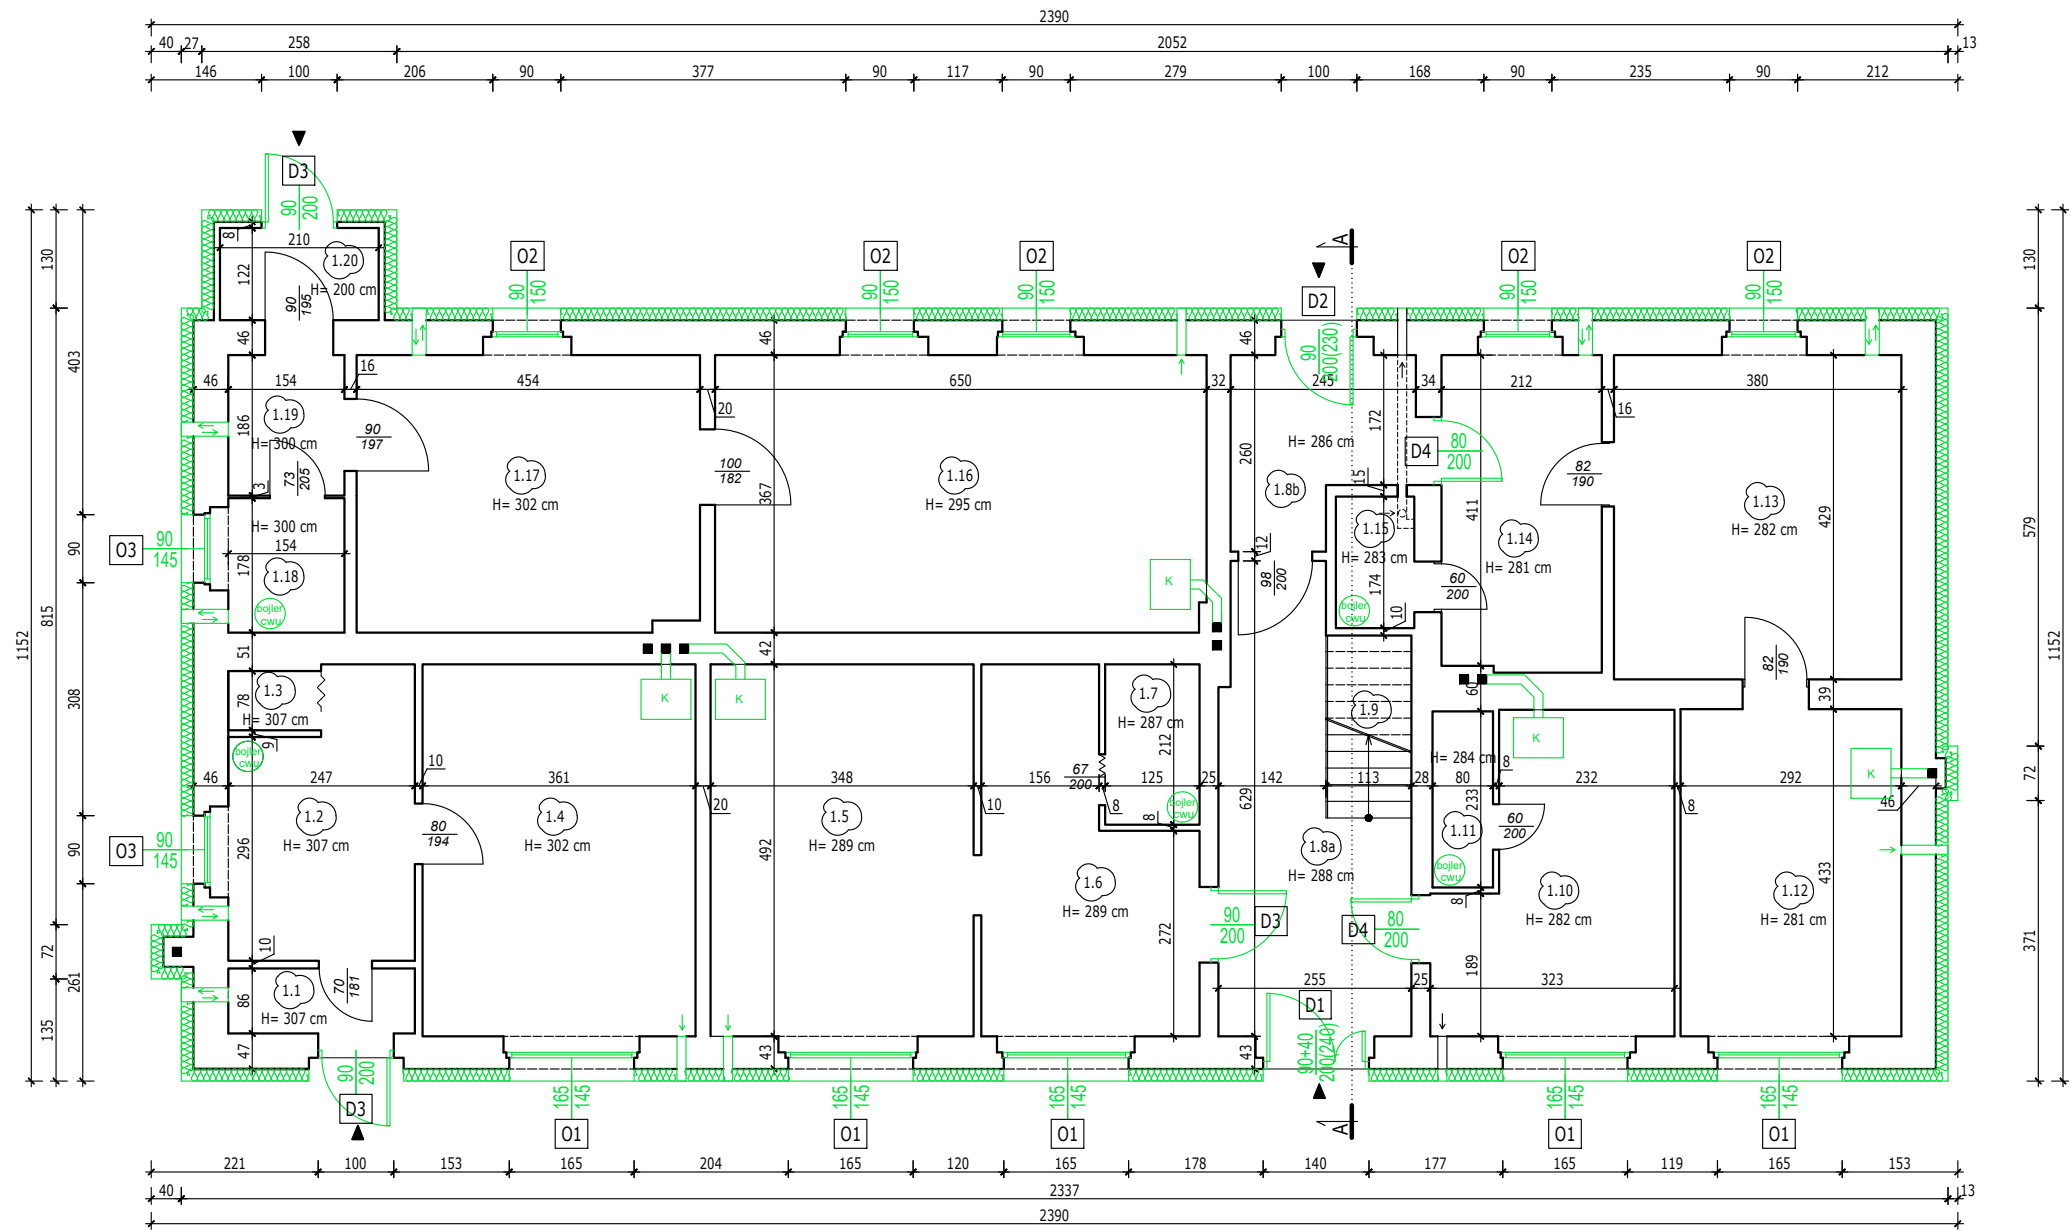 2390
40 27 258 2052 13
146 100 206 90 377 90 117 90 279 100 168 90 235 90 212
D3
90
200
8
210
1.20
H= 200 cm
122
90
195
O2
90
150
O2
90
150
O2
90
150
A
D2
90
200(230)
O2
90
150
O2
90
150
130
403
90
308
90
261
130
815
72
135
1152
130
579
72
371
1152
46
46
46
46 154 16 454 20 650 32 245 34 212 16 380
1.19
H= 300 cm
186
90
197
73
205
3
H= 300 cm
154
178
1.18
bojler
cwu
O3
90
145
1.17
H= 302 cm
100
182
367
1.16
H= 295 cm
260
H= 286 cm
172
1.8b
15
D4
80
200
82
190
12
98
200
1.15
H= 283 cm
174
10
bojler
cwu
411
1.14
H= 281 cm
60
200
1.13
H= 282 cm
429
82
190
39
K
51
42
1.3
H= 307 cm
78
9
bojler
cwu
K
K
1.7
H= 287 cm
212
1.9
60
K
H= 284 cm
8
K
46 247 10 361 20 348 10 156 67
200 8 125 25 142 113 28 80 232 8 292 46
8
bojler
cwu
629
233
O3
90
145
1.2
H= 307 cm
296
80
194
1.4
H= 302 cm
1.5
H= 289 cm
492
1.6
H= 289 cm
272
1.8a
H= 288 cm
1.11
bojler
cwu
60
200
8
1.10
H= 282 cm
1.12
H= 281 cm
433
D3
90
200
D4
80
200
189
10
1.1
H= 307 cm
86
70
181
255 25 323
D1
90+40
200(240)
47
43
43
D3
90
200
O1
165
145
O1
165
145
O1
165
145
A
O1
165
145
O1
165
145
221 100 153 165 204 165 120 165 178 140 177 165 119 165 153
40 2337 13
2390